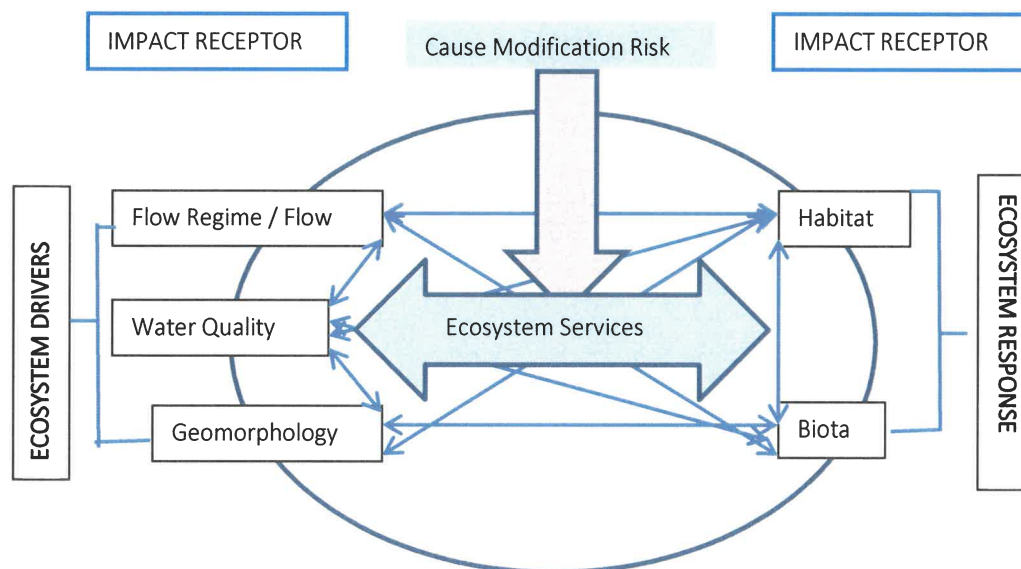 IMPACT RECEPTOR
Cause Modification Risk
IMPACT RECEPTOR
ECOSYSTEM DRIVERS
Flow Regime / Flow
Habitat
ECOSYSTEM RESPONSE
Water Quality
Ecosystem Services
Geomorphology
Biota